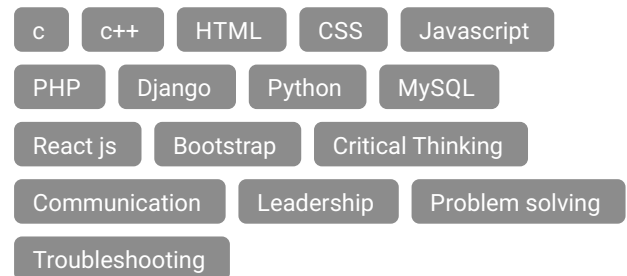 c c++ HTML CSS Javascript
PHP Django Python MySQL
React js Bootstrap Critical Thinking
Communication Leadership Problem solving
Troubleshooting